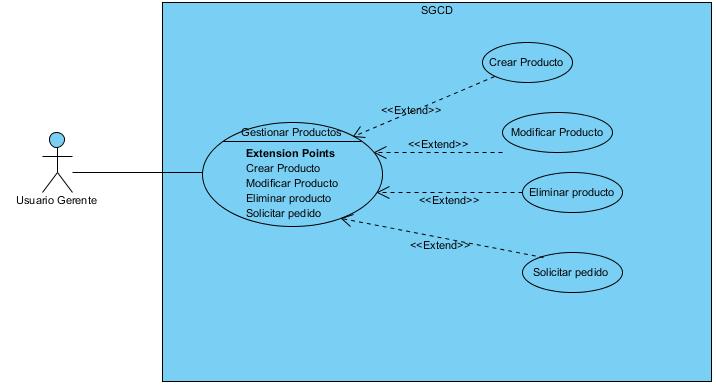 SGCD
Crear Producto
<<Extend>>
Gestionar Productos
Modificar Producto
<<Extend>>
Extension Points
Crear Producto
Modificar Producto
Eliminar producto
Solicitar pedido
Eliminar producto
<<Extend>>
Usuario Gerente
<<Extend>>
Solicitar pedido